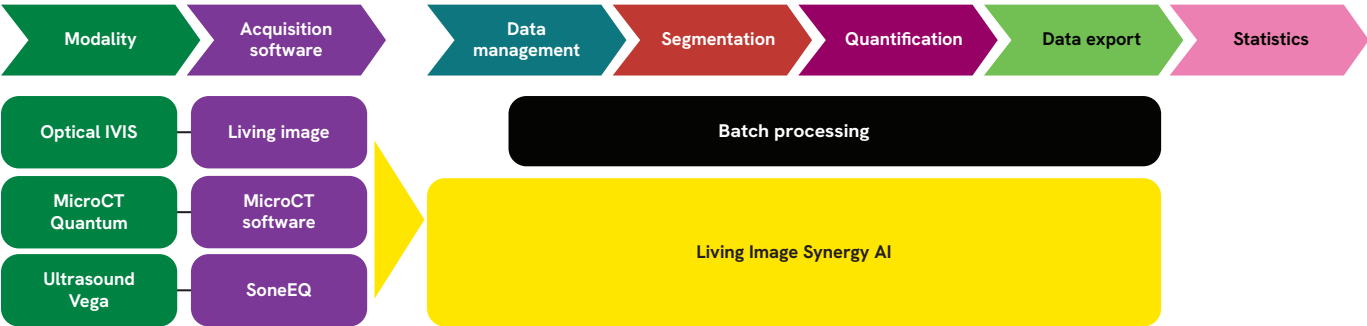 Modality
Acquisition
software
Data
management
Segmentation
Quantification
Data export
Statistics
Optical IVIS
Living image
Batch processing
MicroCT
Quantum
MicroCT
software
Living Image Synergy AI
Ultrasound
Vega
SoneEQ